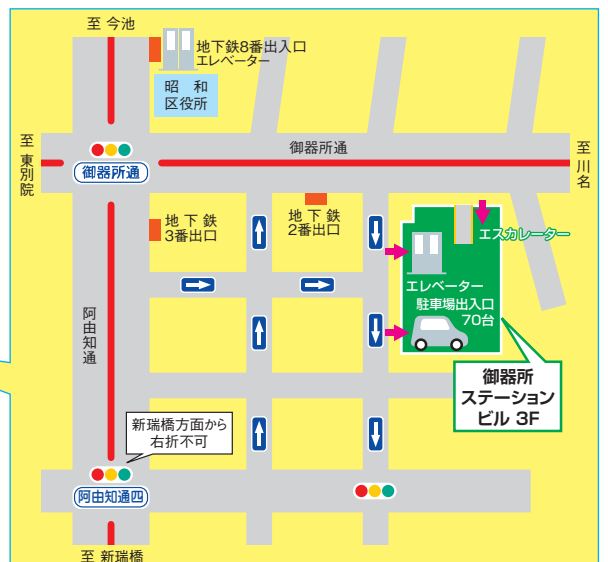 至 今池
地下鉄8番出入口
エレベーター
昭 和
区役所
至 東別院
御器所通
御器所通
至 川名
地 下 鉄
3番出口
地 下 鉄
2番出口
エスカレーター
エレベーター
駐車場出入口
70台
阿由知通
御器所
ステーション
ビル 3F
新瑞橋方面から
右折不可
阿由知通四
至 新瑞橋